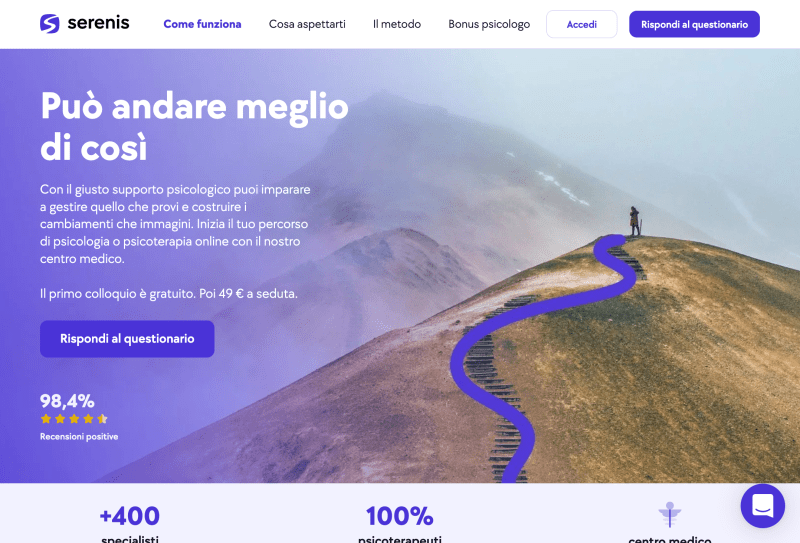 serenis
Come funziona
Cosa aspettarti
Il metodo
Bonus psicologo
Accedi
Rispondi al questionario
Può andare meglio
di così
Con il giusto supporto psicologico puoi imparare
a gestire quello che provi e costruire i
cambiamenti che immagini. Inizia il tuo percorso
di psicologia o psicoterapia online con il nostro
centro medico.
Il primo colloquio è gratuito. Poi 49 € a seduta.
Rispondi al questionario
98,4%
Recensioni positive
+400
specialisti
100%
psicoterapeuti
centro medico